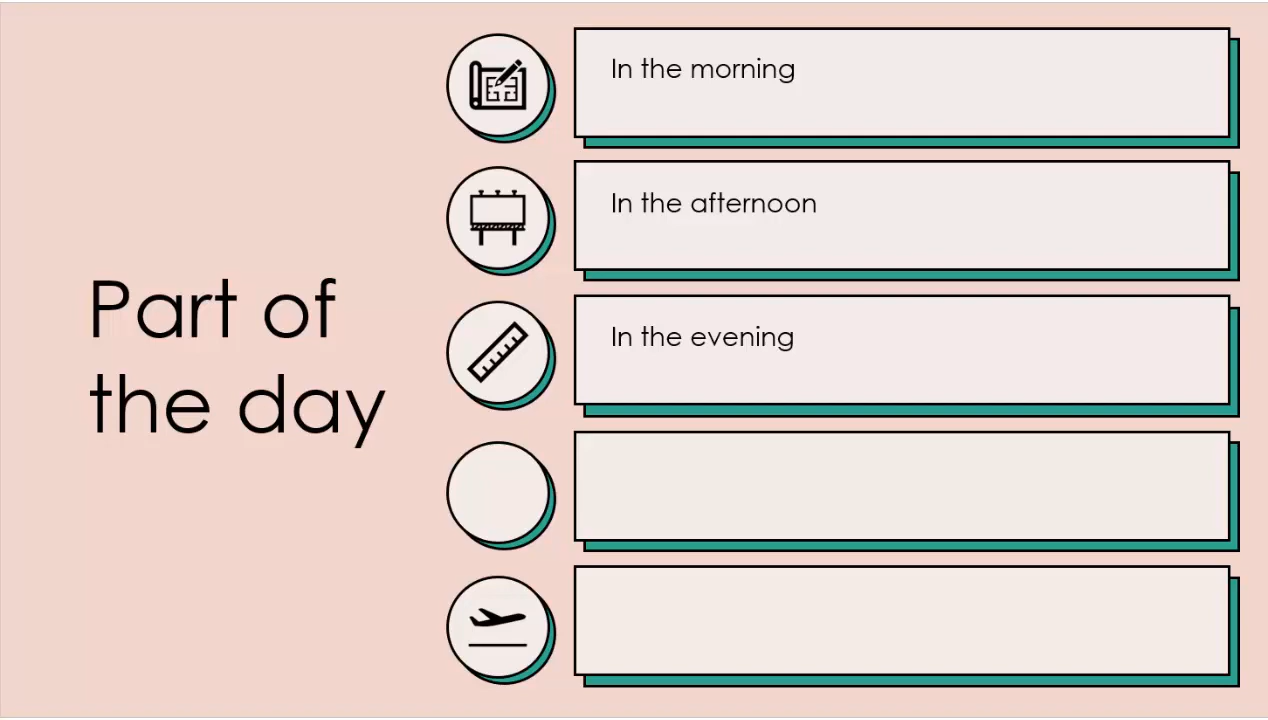 Part of
the day
In the morning
In the afternoon
In the evening